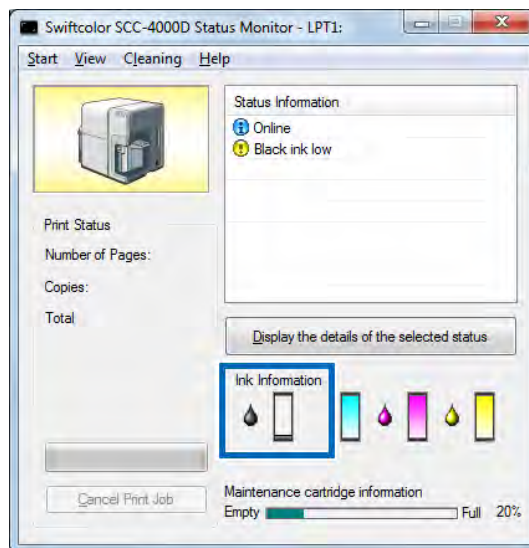 Swiftcolor SCC-4000D Status Monitor - LPT1:
Start View Cleaning Help
Status Information
Online
Black ink low
Print Status
Number of Pages:
Copies:
Total
Display the details of the selected status
Ink Information
Cancel Print Job
Maintenance cartridge information
Empty Full 20%